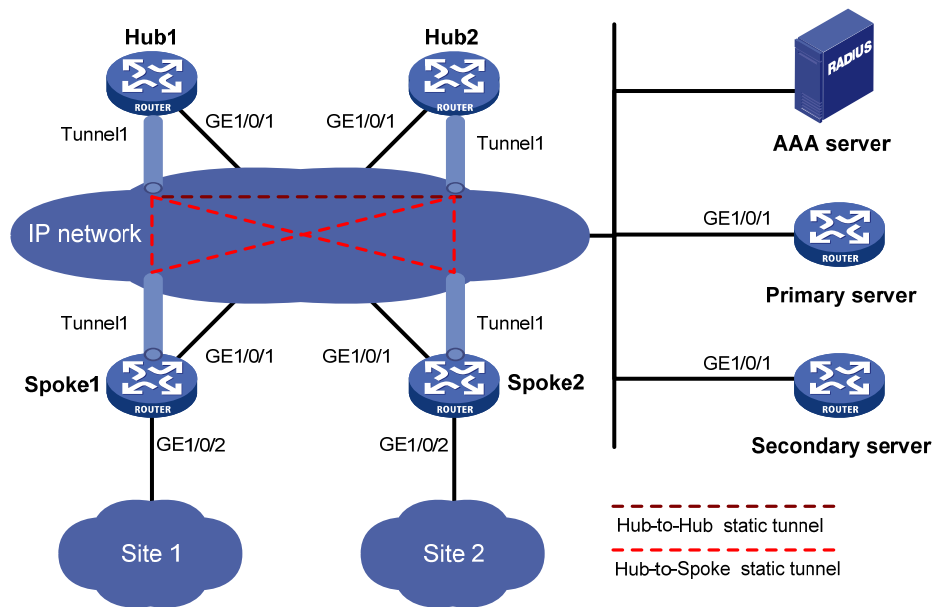 Hub1
Hub2
ROUTER
ROUTER
RADIUS
Tunnel1
GE1/0/1
GE1/0/1
Tunnel1
AAA server
IP network
GE1/0/1
ROUTER
Primary server
Tunnel1
GE1/0/1
GE1/0/1
Tunnel1
GE1/0/1
Spoke1
ROUTER
ROUTER
Spoke2
ROUTER
Secondary server
GE1/0/2
GE1/0/2
Site 1
Site 2
Hub-to-Hub static tunnel
Hub-to-Spoke static tunnel